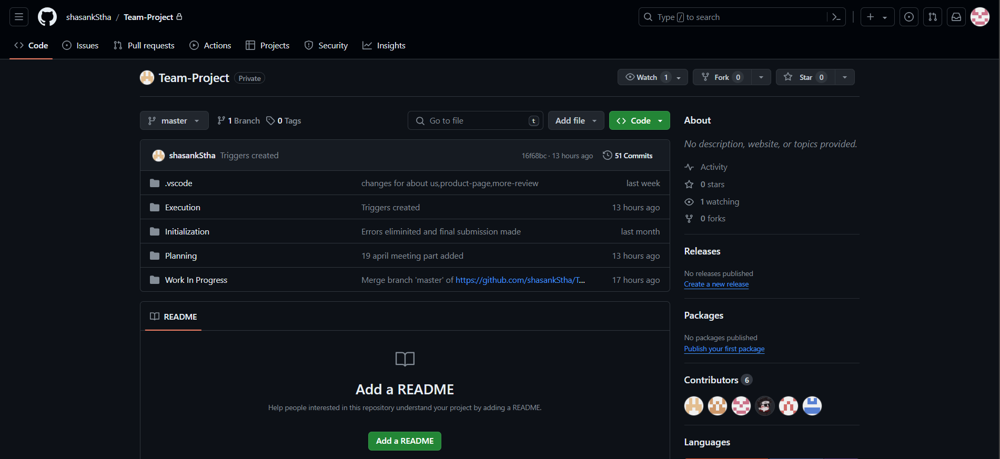 shasankStha / Team-Project
Type / to search
Code Issues Pull requests Actions Projects Security Insights
Team-Project Private
Watch 1 Fork 0 Star 0
master 1 Branch 0 Tags
Go to file t Add file Code
shasankStha Triggers created 16f68bc · 13 hours ago 51 Commits
.vscode changes for about us,product-page,more-review last week
Execution Triggers created 13 hours ago
Initialization Errors eliminited and final submission made last month
Planning 19 april meeting part added 13 hours ago
Work In Progress Merge branch 'master' of https://github.com/shasankStha/T... 17 hours ago
README
Add a README
Help people interested in this repository understand your project by adding a README.
Add a README
About
No description, website, or topics provided.
Activity
0 stars
1 watching
0 forks
Releases
No releases published
Create a new release
Packages
No packages published
Publish your first package
Contributors 6
Languages